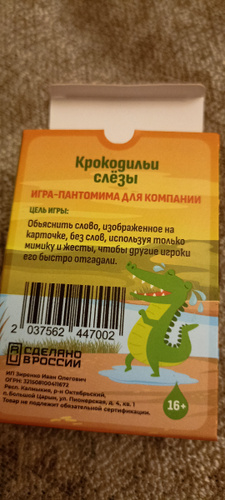 Крокодильи
слёзы
ИГРА-ПАНТОМИМА ДЛЯ КОМПАНИИ
ЦЕЛЬ ИГРЫ:
Объяснить слово, изображенное на
карточке, без слов, используя только
мимику и жесты, чтобы другие игроки
его быстро отгадали.
2 037562 447002
СДЕЛАНО
В РОССИИ
ИП Зиренко Иван Олегович
ОГРН: 321508100411672
Респ. Калмыкия, р-н Октябрьский,
п. Большой Царын, ул. Пионерская, д. 4, кв. 1
Товар не подлежит обязательной сертификации.
16+